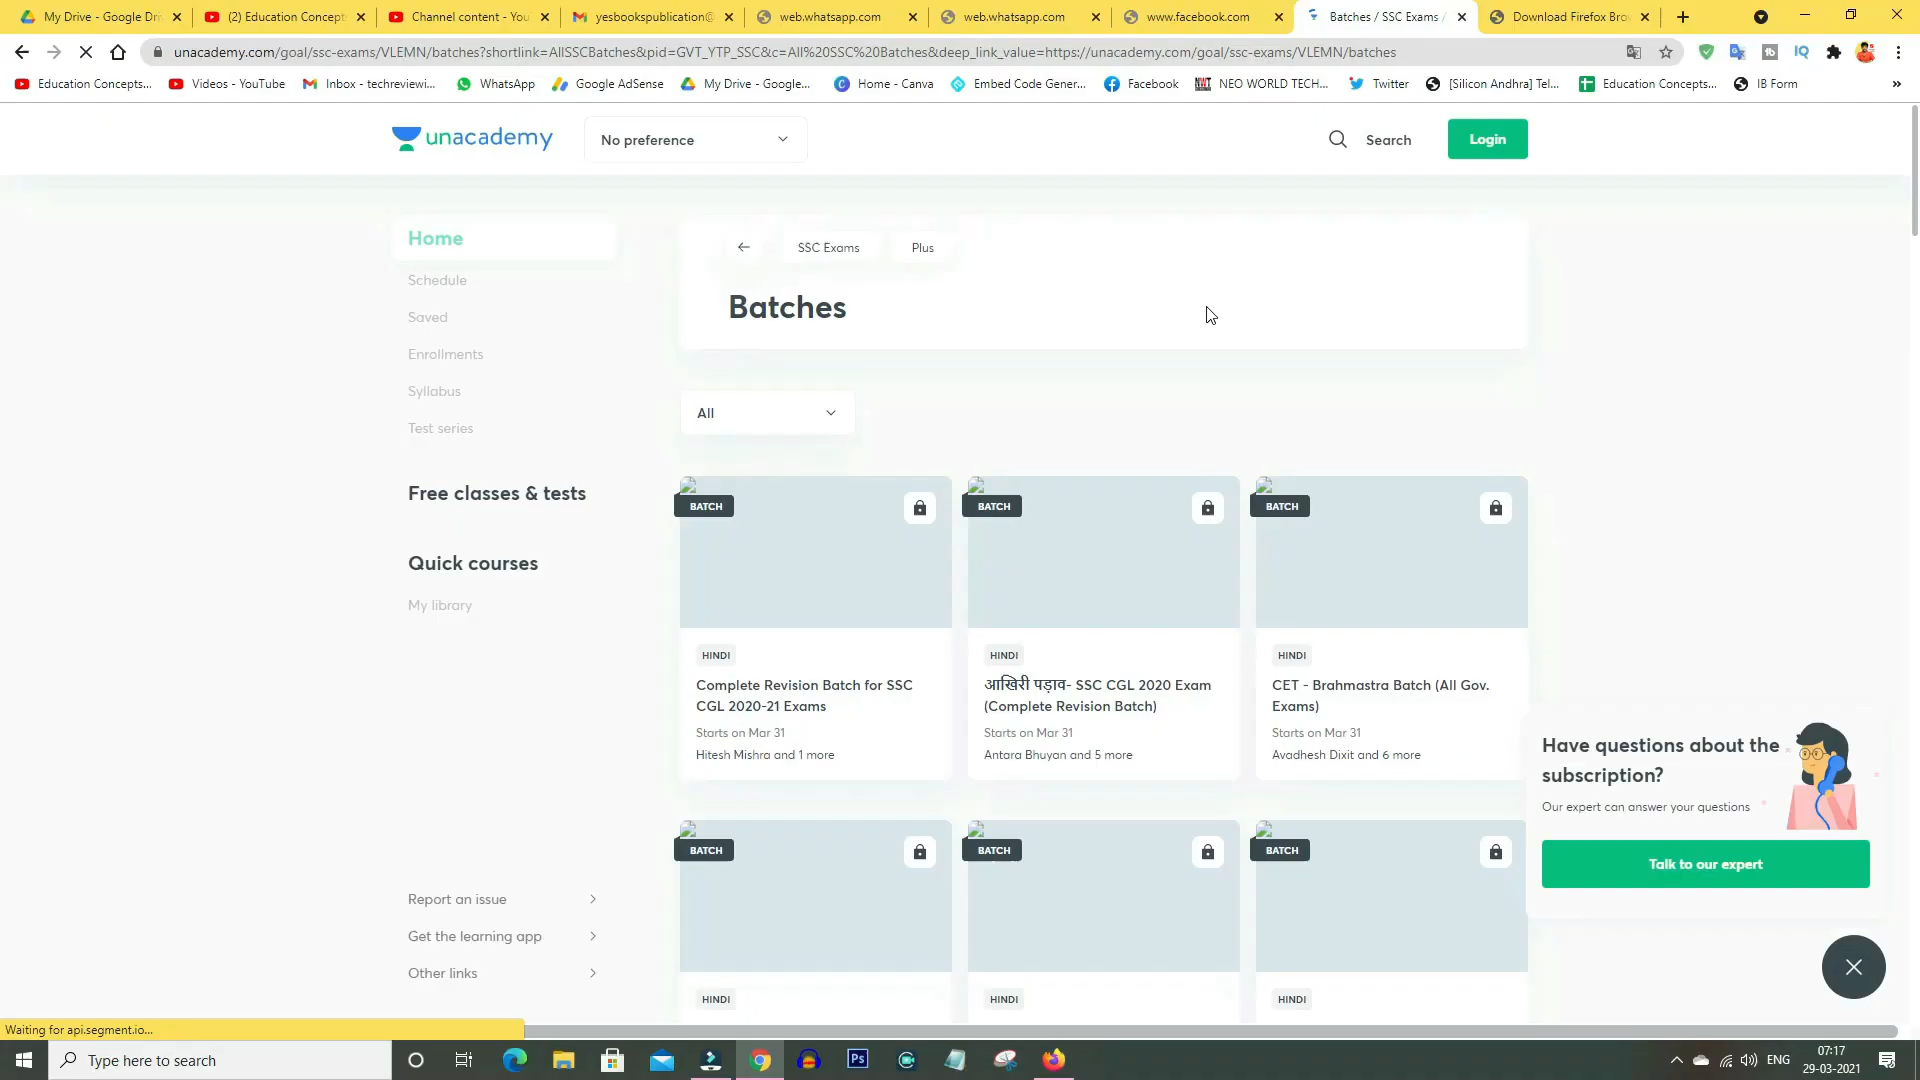 My Drive - Google Dri
(2) Education Concept
Channel content - You
yesbookspublication@
web.whatsapp.com
web.whatsapp.com
www.facebook.com
Batches / SSC Exams /
Download Firefox Bro
unacademy.com/goal/ssc-exams/VLEMN/batches?shortlink=AllSSCBatches&pid=GVT_YTP_SSC&c=All%20SSC%20Batches&deep_link_value=https://unacademy.com/goal/ssc-exams/VLEMN/batches
Education Concepts...
Videos - YouTube
Inbox - techreviewi...
WhatsApp
Google AdSense
My Drive - Google...
Home - Canva
Embed Code Gener...
Facebook
NEO WORLD TECH...
Twitter
[Silicon Andhra] Tel...
Education Concepts...
IB Form
unacademy
No preference
Search
Login
Home
Schedule
Saved
Enrollments
Syllabus
Test series
Free classes & tests
Quick courses
My library
Report an issue
Get the learning app
Other links
SSC Exams
Plus
Batches
All
BATCH
BATCH
BATCH
HINDI
Complete Revision Batch for SSC
CGL 2020-21 Exams
Starts on Mar 31
Hitesh Mishra and 1 more
HINDI
आखिरी पड़ाव- SSC CGL 2020 Exam
(Complete Revision Batch)
Starts on Mar 31
Antara Bhuyan and 5 more
HINDI
CET - Brahmastra Batch (All Gov.
Exams)
Starts on Mar 31
Avadhesh Dixit and 6 more
BATCH
BATCH
BATCH
HINDI
HINDI
HINDI
Have questions about the
subscription?
Our expert can answer your questions
Talk to our expert
Waiting for api.segment.io...
Type here to search
Ps
ENG
07:17
29-03-2021